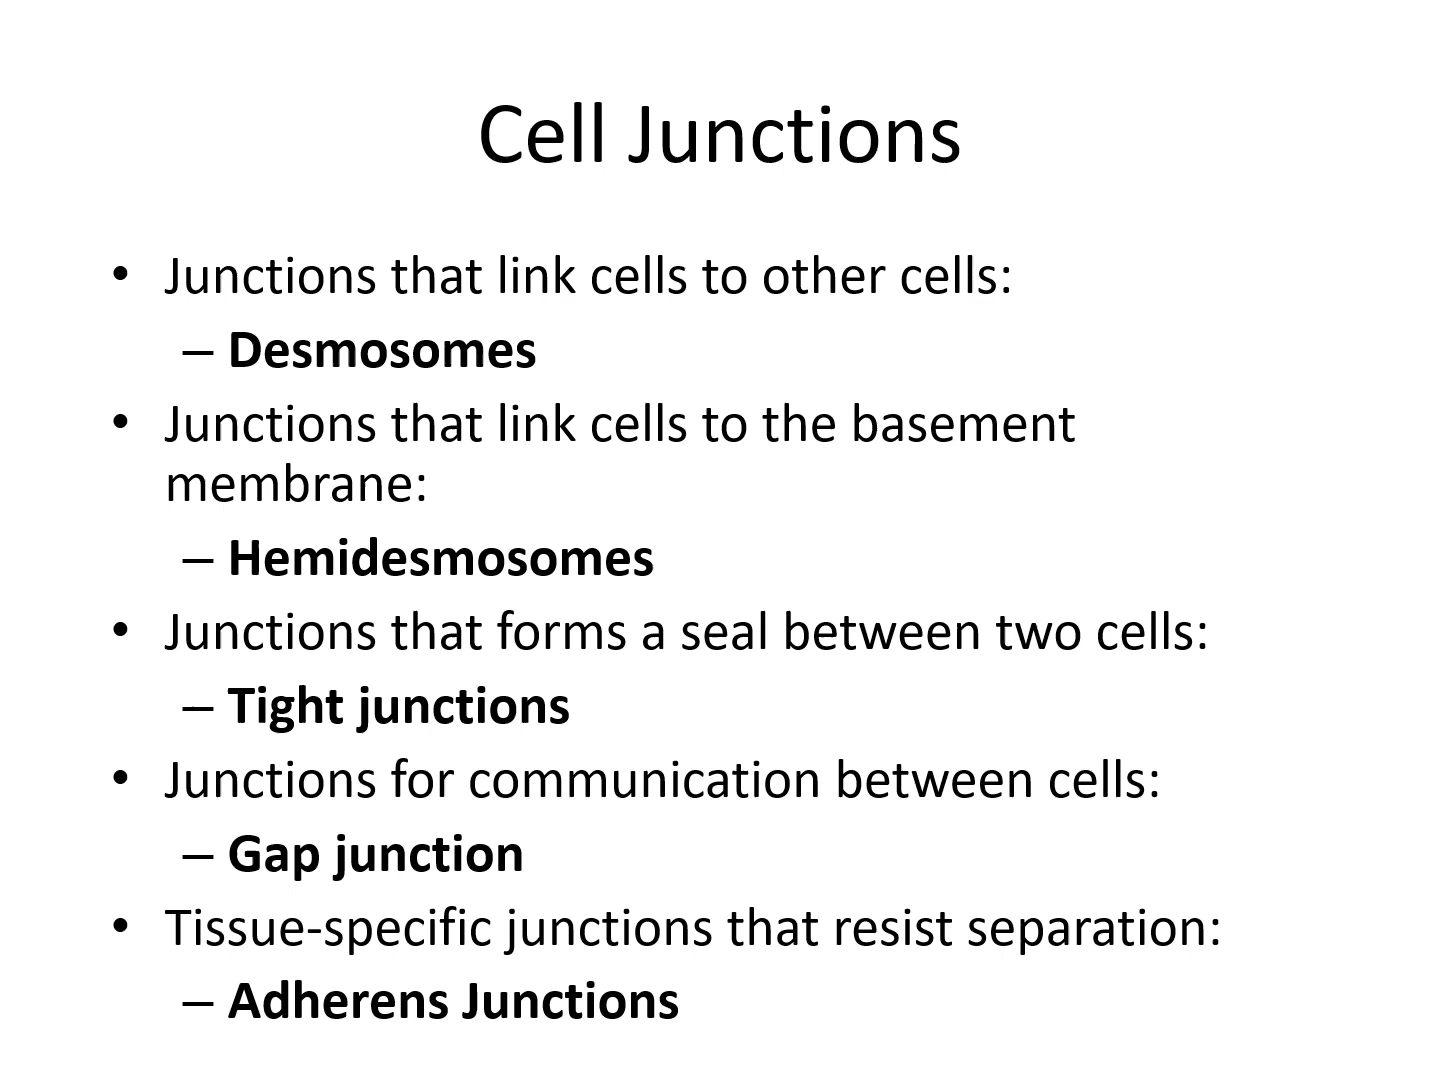 Cell Junctions
• Junctions that link cells to other cells:
– Desmosomes
• Junctions that link cells to the basement
membrane:
– Hemidesmosomes
• Junctions that forms a seal between two cells:
– Tight junctions
• Junctions for communication between cells:
– Gap junction
• Tissue-specific junctions that resist separation:
– Adherens Junctions